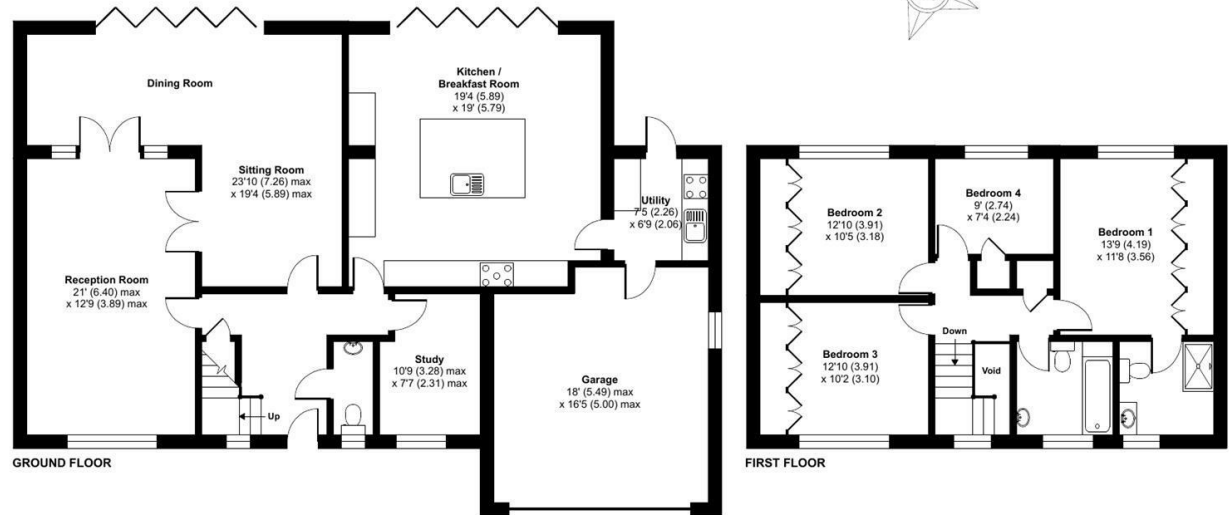 Dining Room
Kitchen /
Breakfast Room
19'4 (5.89)
x 19' (5.79)
Sitting Room
23'10 (7.26) max
x 19'4 (5.89) max
Utility
7'5 (2.26)
x 6'9 (2.06)
Reception Room
21' (6.40) max
x 12'9 (3.89) max
Study
10'9 (3.28) max
x 7'7 (2.31) max
Garage
18' (5.49) max
x 16'5 (5.00) max
Up
GROUND FLOOR
Bedroom 2
12'10 (3.91)
x 10'5 (3.18)
Bedroom 4
9' (2.74)
x 7'4 (2.24)
Bedroom 1
13'9 (4.19)
x 11'8 (3.56)
Bedroom 3
12'10 (3.91)
x 10'2 (3.10)
Down
Void
FIRST FLOOR